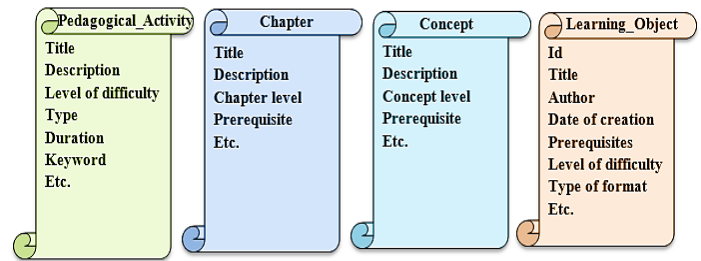 Pedagogical_Activity
Title
Description
Level of difficulty
Type
Duration
Keyword
Etc.
Chapter
Title
Description
Chapter level
Prerequisite
Etc.
Concept
Title
Description
Concept level
Prerequisite
Etc.
Learning_Object
Id
Title
Author
Date of creation
Prerequisites
Level of difficulty
Type of format
Etc.